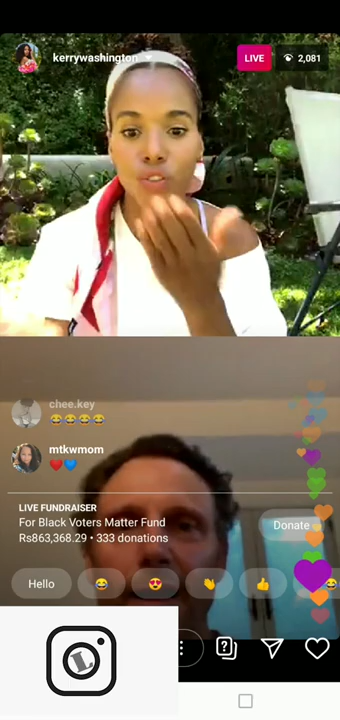 kerrywashington
LIVE
2,081
chee.key
😂😂😂😂
mtkwmom
❤️💙
LIVE FUNDRAISER
For Black Voters Matter Fund
Rs863,368.29 • 333 donations
Donate
Hello 😂 😍 👏 👍 😂
L